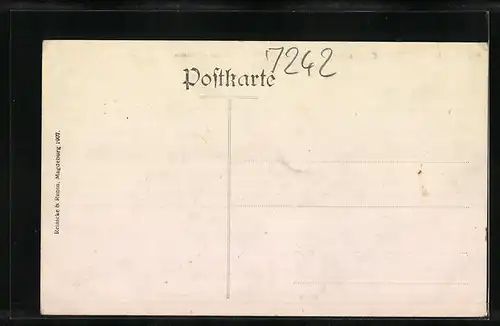 7242
Postkarte
Reinicke & Rubin, Magdeburg 1907.